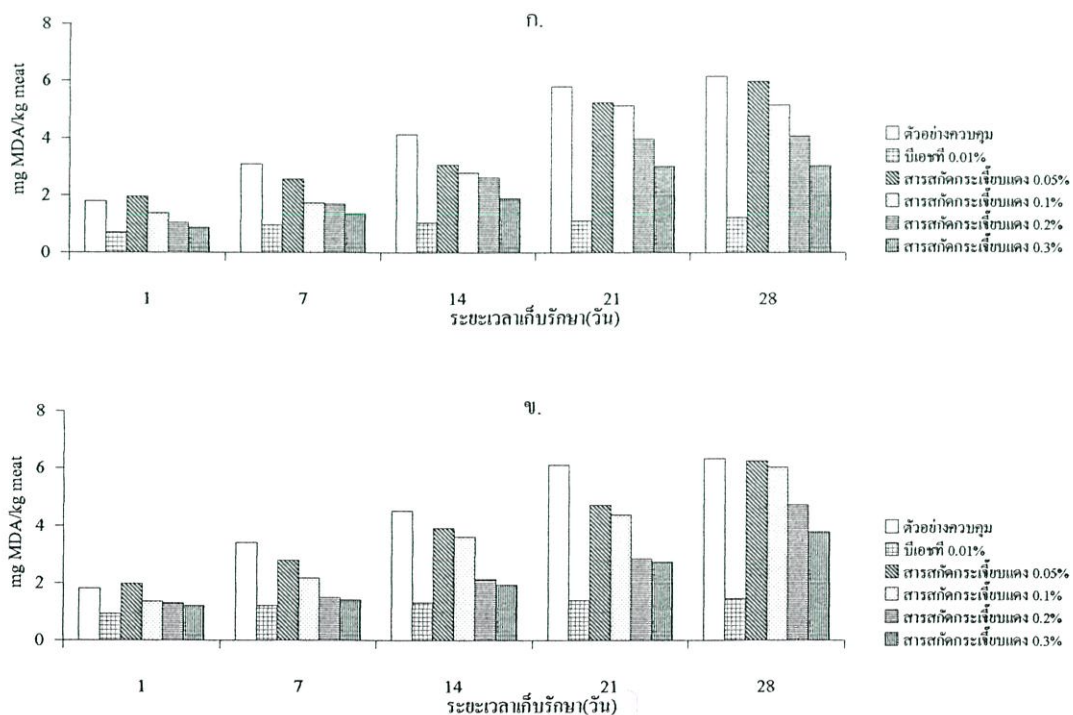 ก.
8
6
4
2
0
mg MDA/kg meat
1 7 14 21 28
ระยะเวลาเก็บรักษา(วัน)
ตัวอย่างควบคุม
บีเอชที 0.01%
สารสกัดกระเจี๊ยบแดง 0.05%
สารสกัดกระเจี๊ยบแดง 0.1%
สารสกัดกระเจี๊ยบแดง 0.2%
สารสกัดกระเจี๊ยบแดง 0.3%
ข.
8
6
4
2
0
mg MDA/kg meat
1 7 14 21 28
ระยะเวลาเก็บรักษา(วัน)
ตัวอย่างควบคุม
บีเอชที 0.01%
สารสกัดกระเจี๊ยบแดง 0.05%
สารสกัดกระเจี๊ยบแดง 0.1%
สารสกัดกระเจี๊ยบแดง 0.2%
สารสกัดกระเจี๊ยบแดง 0.3%